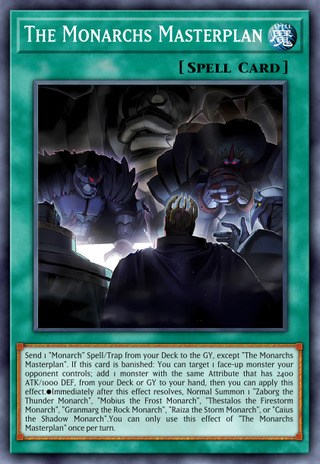 The Monarchs Masterplan
魔
[Spell Card]
Send 1 "Monarch" Spell/Trap from your Deck to the GY, except "The Monarchs
Masterplan". If this card is banished: You can target 1 face-up monster your
opponent controls; add 1 monster with the same Attribute that has 2400
ATK/1000 DEF, from your Deck or GY to your hand, then you can apply this
effect.●Immediately after this effect resolves, Normal Summon 1 "Zaborg the
Thunder Monarch", "Mobius the Frost Monarch", "Thestalos the Firestorm
Monarch", "Granmarg the Rock Monarch", "Raiza the Storm Monarch", or "Caius
the Shadow Monarch".You can only use this effect of "The Monarchs
Masterplan" once per turn.